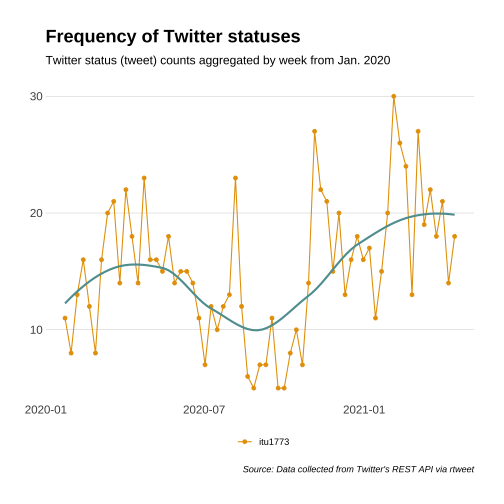 Frequency of Twitter statuses
Twitter status (tweet) counts aggregated by week from Jan. 2020
30
20
10
2020-01 2020-07 2021-01
itu1773
Source: Data collected from Twitter's REST API via rtweet